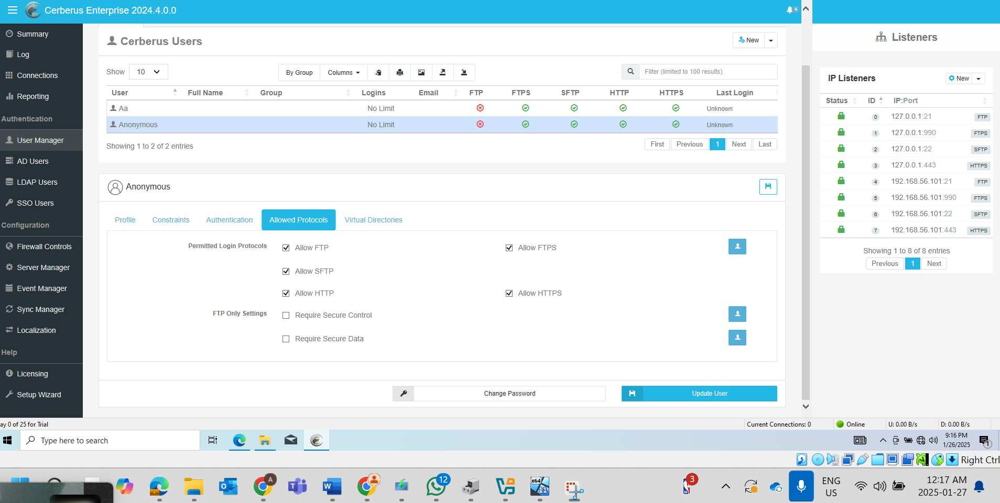 Cerberus Enterprise 2024.4.0.0
4
Summary
Log
Connections
Reporting
Authentication
User Manager
AD Users
LDAP Users
SSO Users
Configuration
Firewall Controls
Server Manager
Event Manager
Sync Manager
Localization
Help
Licensing
Setup Wizard
Cerberus Users
New
Show 10
By Group Columns
Filter (limited to 100 results)
User Full Name Group Logins Email FTP FTPS SFTP HTTP HTTPS Last Login
Aa No Limit Unknown
Anonymous No Limit Unknown
Showing 1 to 2 of 2 entries
First Previous 1 Next Last
Anonymous
Profile Constraints Authentication Allowed Protocols Virtual Directories
Permitted Login Protocols Allow FTP Allow FTPS
Allow SFTP
Allow HTTP Allow HTTPS
FTP Only Settings Require Secure Control
Require Secure Data
Change Password Update User
Listeners
IP Listeners New
Status ID IP:Port
0 127.0.0.1:21 FTP
1 127.0.0.1:990 FTPS
2 127.0.0.1:22 SFTP
3 127.0.0.1:443 HTTPS
4 192.168.56.101:21 FTP
5 192.168.56.101:990 FTPS
6 192.168.56.101:22 SFTP
7 192.168.56.101:443 HTTPS
Showing 1 to 8 of 8 entries
Previous 1 Next
ay 0 of 25 for Trial Current Connections: 0 Online U: 0.00 B/s D: 0.00 B/s
Type here to search
9:16 PM
1/26/2025
1
Right Ctrl
A
12
x64
11
3
ENG
US
12:17 AM
2025-01-27